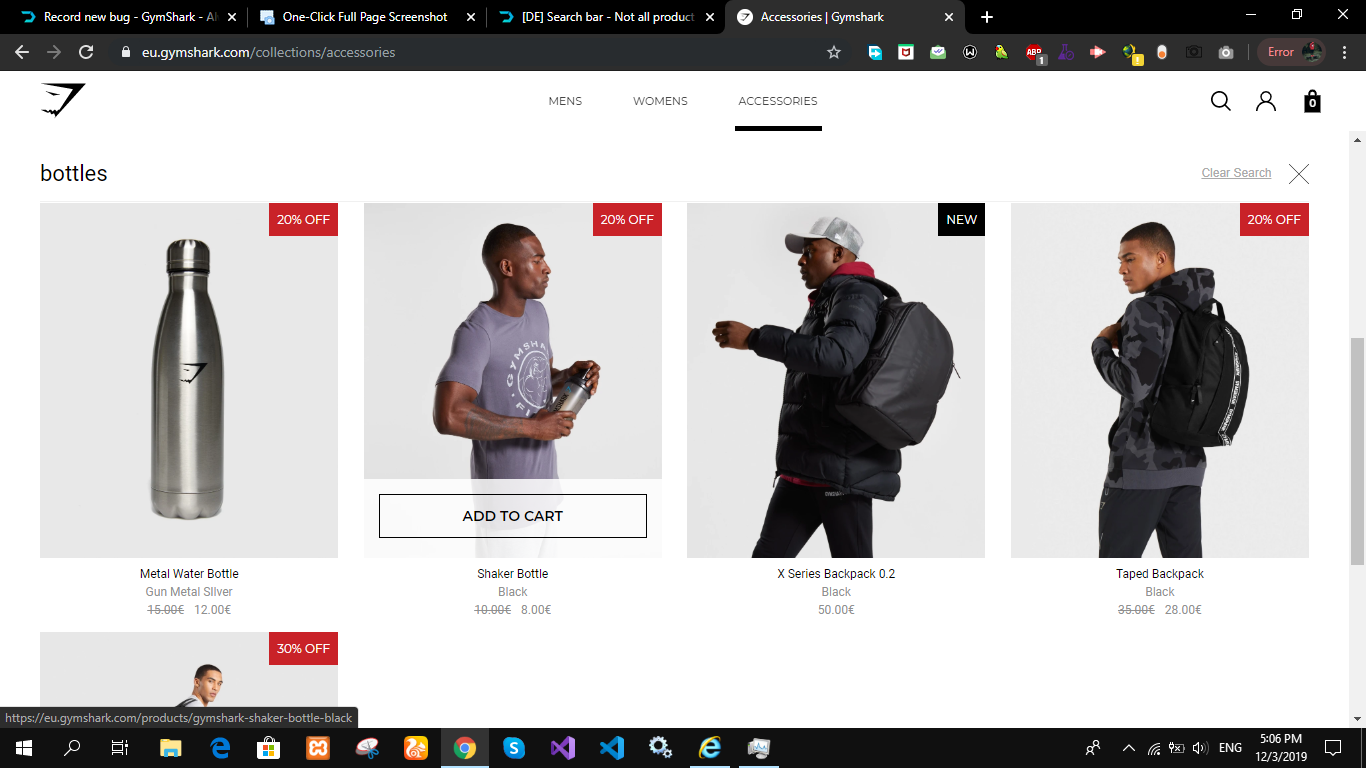 Record new bug - GymShark - A
One-Click Full Page Screenshot
[DE] Search bar - Not all product
Accessories | Gymshark
eu.gymshark.com/collections/accessories
ABP
1
Error
MENS
WOMENS
ACCESSORIES
0
bottles
Clear Search
20% OFF
20% OFF
NEW
20% OFF
GYMSHARK
ADD TO CART
Metal Water Bottle
Shaker Bottle
X Series Backpack 0.2
Taped Backpack
Gun Metal SIlver
Black
Black
Black
15.00€ 12.00€
10.00€ 8.00€
50.00€
35.00€ 28.00€
30% OFF
https://eu.gymshark.com/products/gymshark-shaker-bottle-black
ENG
5:06 PM
12/3/2019